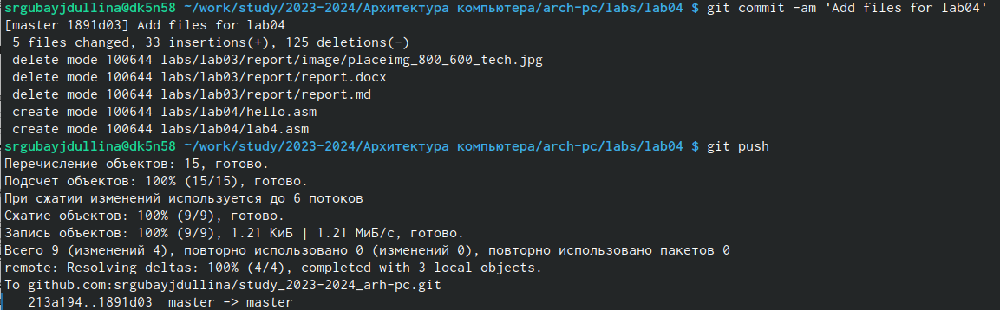 srgubayjdullina@dk5n58 ~/work/study/2023-2024/Архитектура компьютера/arch-pc/labs/lab04 $ git commit -am 'Add files for lab04'
[master 1891d03] Add files for lab04
 5 files changed, 33 insertions(+), 125 deletions(-)
 delete mode 100644 labs/lab03/report/image/placeimg_800_600_tech.jpg
 delete mode 100644 labs/lab03/report/report.docx
 delete mode 100644 labs/lab03/report/report.md
 create mode 100644 labs/lab04/hello.asm
 create mode 100644 labs/lab04/lab4.asm
srgubayjdullina@dk5n58 ~/work/study/2023-2024/Архитектура компьютера/arch-pc/labs/lab04 $ git push
Перечисление объектов: 15, готово.
Подсчет объектов: 100% (15/15), готово.
При сжатии изменений используется до 6 потоков
Сжатие объектов: 100% (9/9), готово.
Запись объектов: 100% (9/9), 1.21 КиБ | 1.21 МиБ/с, готово.
Всего 9 (изменений 4), повторно использовано 0 (изменений 0), повторно использовано пакетов 0
remote: Resolving deltas: 100% (4/4), completed with 3 local objects.
To github.com:srgubayjdullina/study_2023-2024_arh-pc.git
   213a194..1891d03  master -> master